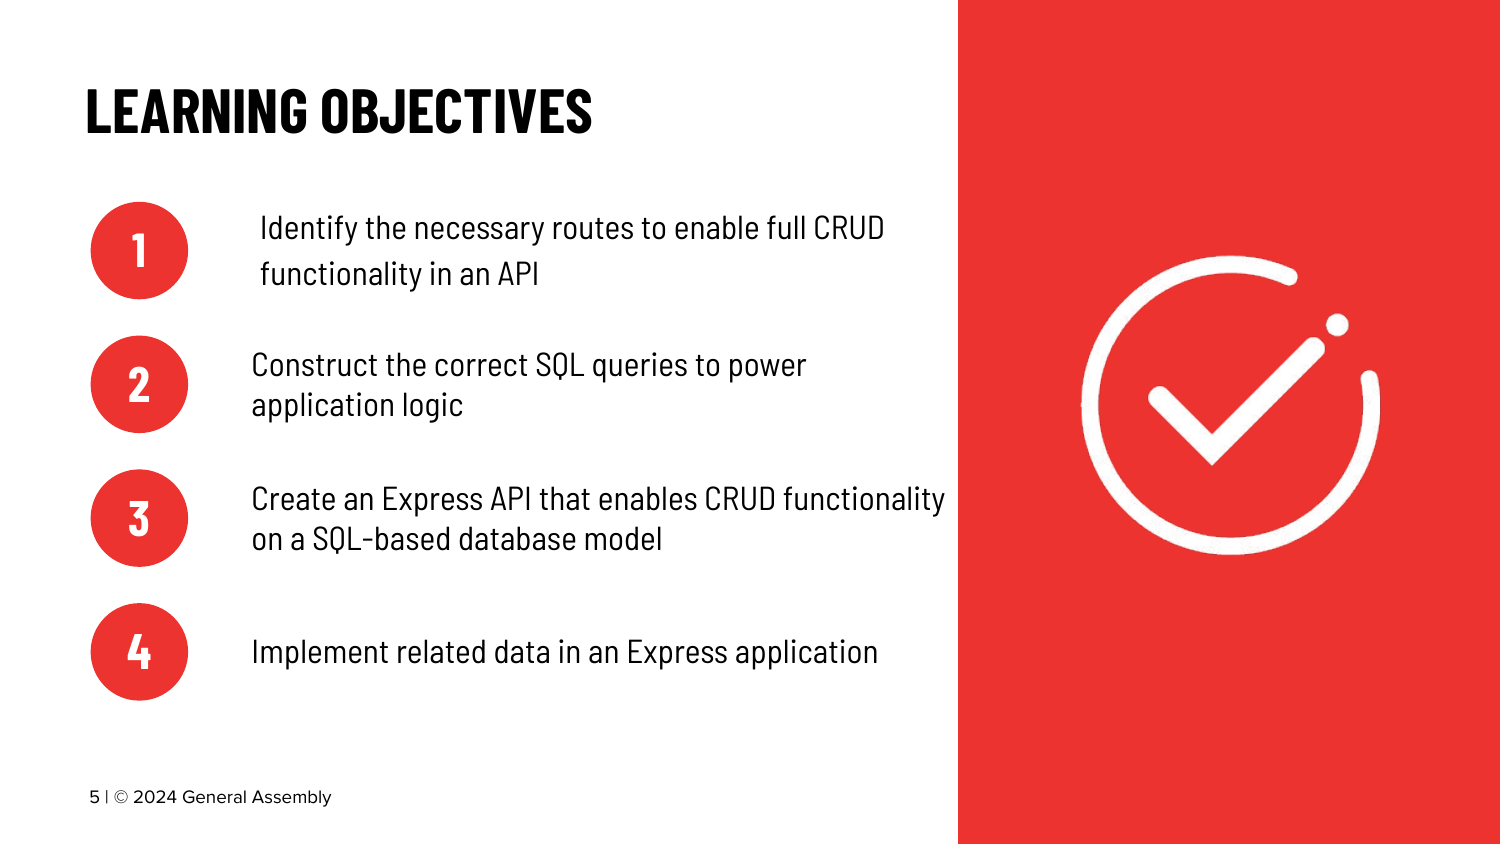 LEARNING OBJECTIVES
1
Identify the necessary routes to enable full CRUD
functionality in an API
2
Construct the correct SQL queries to power
application logic
3
Create an Express API that enables CRUD functionality
on a SQL-based database model
4
Implement related data in an Express application
5 | © 2024 General Assembly